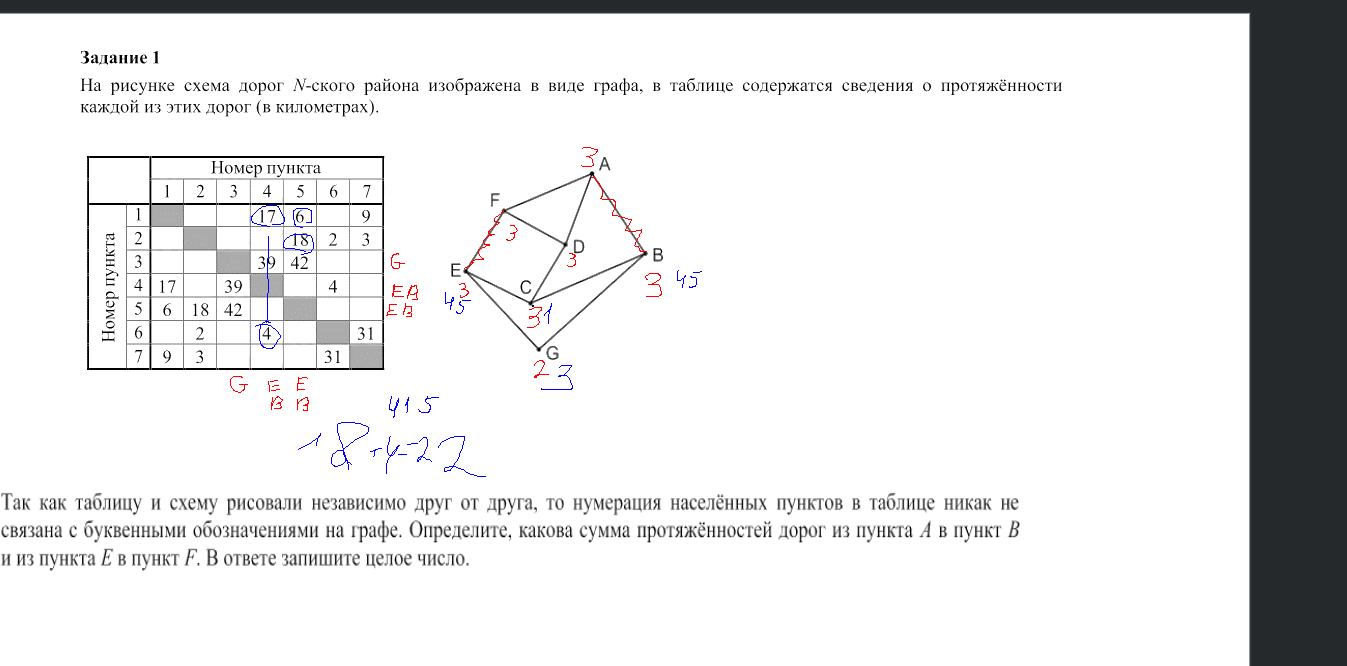 Задание 1
На рисунке схема дорог N-ского района изображена в виде графа, в таблице содержатся сведения о протяжённости
каждой из этих дорог (в километрах).
Номер пункта
1 2 3 4 5 6 7
Номер пункта
1 17 6 9
2 18 2 3
3 39 42
4 17 39 4
5 6 18 42
6 2 4 31
7 9 3 31
G
E B
E B
G E E
B B
3 A
F
3
D
3
E
3
45
C
31
B
3 45
G
2 3
4 1 5
18+4=22
Так как таблицу и схему рисовали независимо друг от друга, то нумерация населённых пунктов в таблице никак не
связана с буквенными обозначениями на графе. Определите, какова сумма протяжённостей дорог из пункта A в пункт B
и из пункта E в пункт F. В ответе запишите целое число.